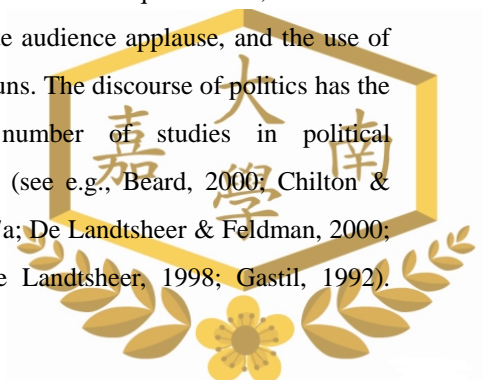 e audience applause, and the use of
uns. The discourse of politics has the
number of studies in political
(see e.g., Beard, 2000; Chilton &
a; De Landtsheer & Feldman, 2000;
e Landtsheer, 1998; Gastil, 1992).
嘉 大 南
學